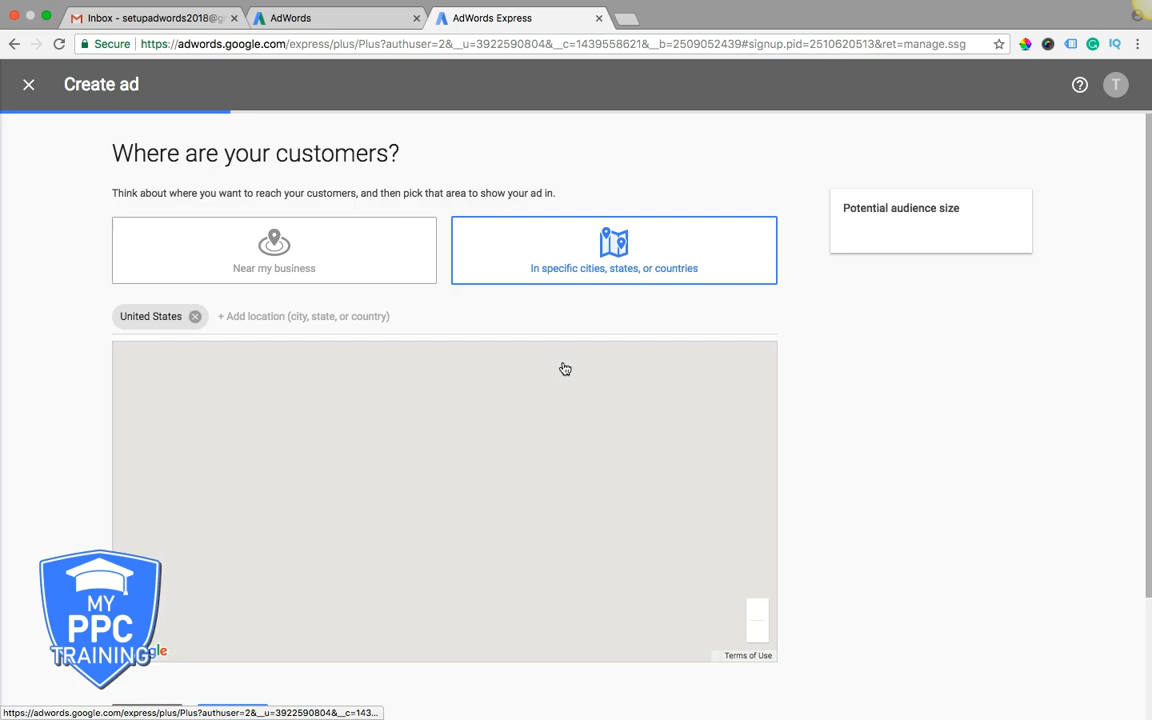 Inbox - setupadwords2018@g
AdWords
AdWords Express
Secure
https://adwords.google.com/express/plus/Plus?authuser=2&__u=3922590804&__c=1439558621&__b=2509052439#signup.pid=2510620513&ret=manage.ssg
Create ad
T
Where are your customers?
Think about where you want to reach your customers, and then pick that area to show your ad in.
Potential audience size
Near my business
In specific cities, states, or countries
United States
+ Add location (city, state, or country)
MY
PPC
TRAINING
gle
Terms of Use
https://adwords.google.com/express/plus/Plus?authuser=2&__u=3922590804&__c=143...